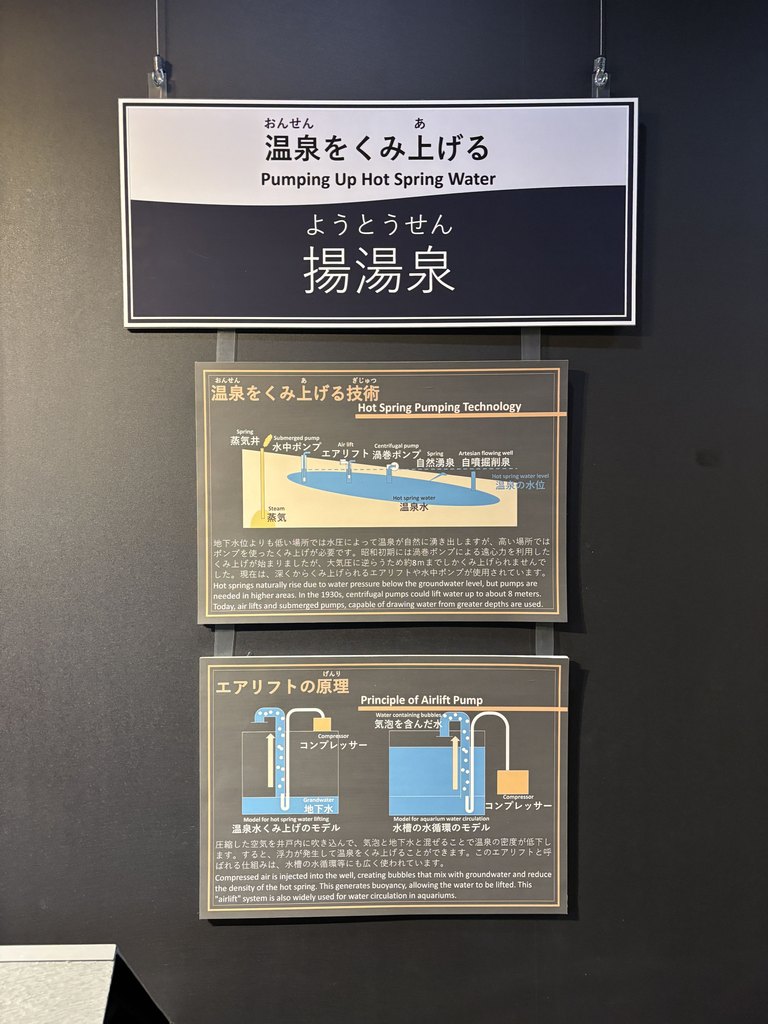 おんせん あ
温泉をくみ上げる
Pumping Up Hot Spring Water
ようとうせん
揚湯泉
おんせん あ ぎじゅつ
温泉をくみ上げる技術
Hot Spring Pumping Technology
Spring
蒸気井
Submerged pump
水中ポンプ
Air lift
エアリフト
Centrifugal pump
渦巻ポンプ
Spring
自然湧泉
Artesian flowing well
自噴掘削泉
Hot spring water level
温泉の水位
Hot spring water
温泉水
Steam
蒸気
地下水位よりも低い場所では水圧によって温泉が自然に湧き出しますが、高い場所では
ポンプを使ったくみ上げが必要です。昭和初期には渦巻ポンプによる遠心力を利用した
くみ上げが始まりましたが、大気圧に逆らうため約8mまでしかくみ上げられませんで
した。現在は、深くからくみ上げられるエアリフトや水中ポンプが使用されています。
Hot springs naturally rise due to water pressure below the groundwater level, but pumps are
needed in higher areas. In the 1930s, centrifugal pumps could lift water up to about 8 meters.
Today, air lifts and submerged pumps, capable of drawing water from greater depths are used.
げんり
エアリフトの原理
Principle of Airlift Pump
Compressor
コンプレッサー
Grandwater
地下水
Model for hot spring water lifting
温泉水くみ上げのモデル
Water containing bubbles
気泡を含んだ水
Compressor
コンプレッサー
Model for aquarium water circulation
水槽の水循環のモデル
圧縮した空気を井戸内に吹き込んで、気泡と地下水と混ぜることで温泉の密度が低下し
ます。すると、浮力が発生して温泉をくみ上げることができます。このエアリフトと呼
ばれる仕組みは、水槽の水循環等にも広く使われています。
Compressed air is injected into the well, creating bubbles that mix with groundwater and reduce
the density of the hot spring. This generates buoyancy, allowing the water to be lifted. This
"airlift" system is also widely used for water circulation in aquariums.